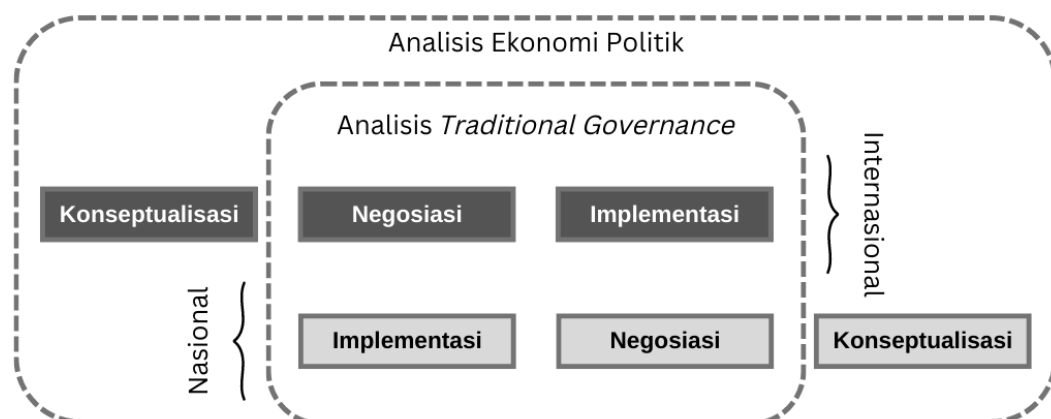 Analisis Ekonomi Politik
Analisis Traditional Governance
Konseptualisasi
Negosiasi
Implementasi
Internasional
Nasional
Implementasi
Negosiasi
Konseptualisasi